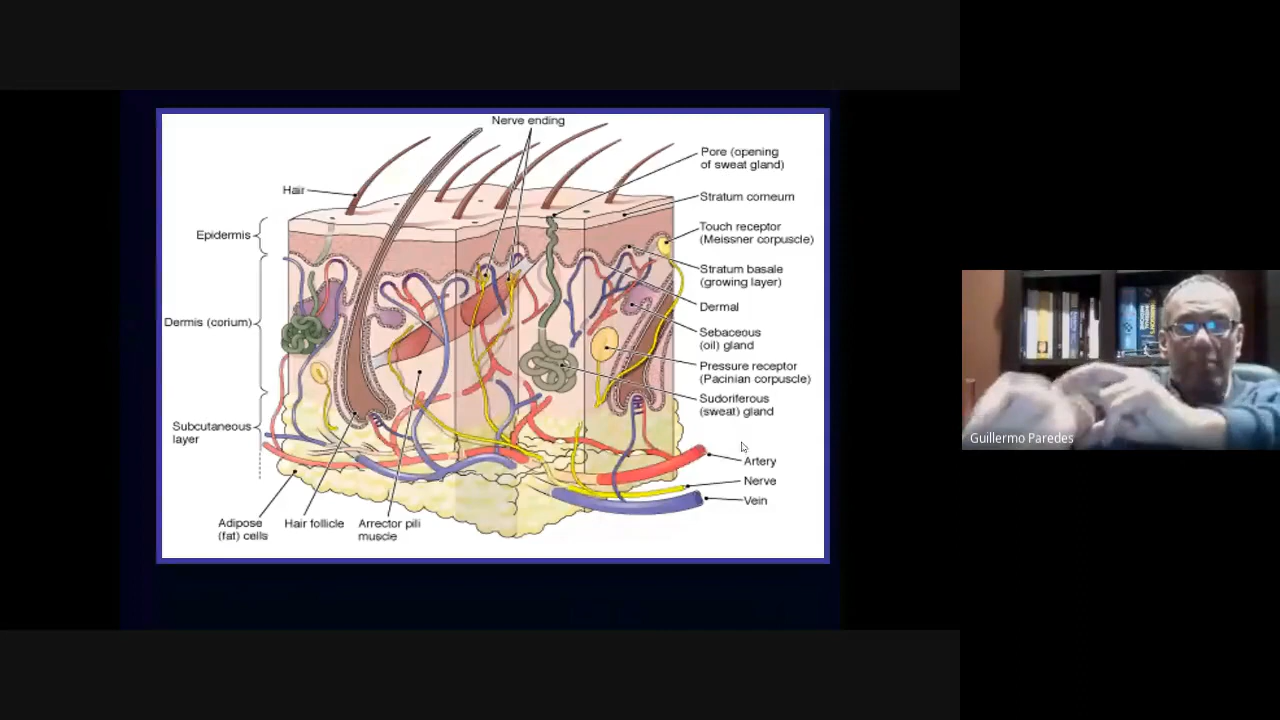 Nerve ending
Pore (opening
of sweat gland)
Hair
Stratum corneum
Epidermis
Touch receptor
(Meissner corpuscle)
Stratum basale
(growing layer)
Dermal
Dermis (corium)
Sebaceous
(oil) gland
Pressure receptor
(Pacinian corpuscle)
Sudoriferous
(sweat) gland
Subcutaneous
layer
Artery
Nerve
Vein
Adipose
(fat) cells
Hair follicle
Arrector pili
muscle
Guillermo Paredes